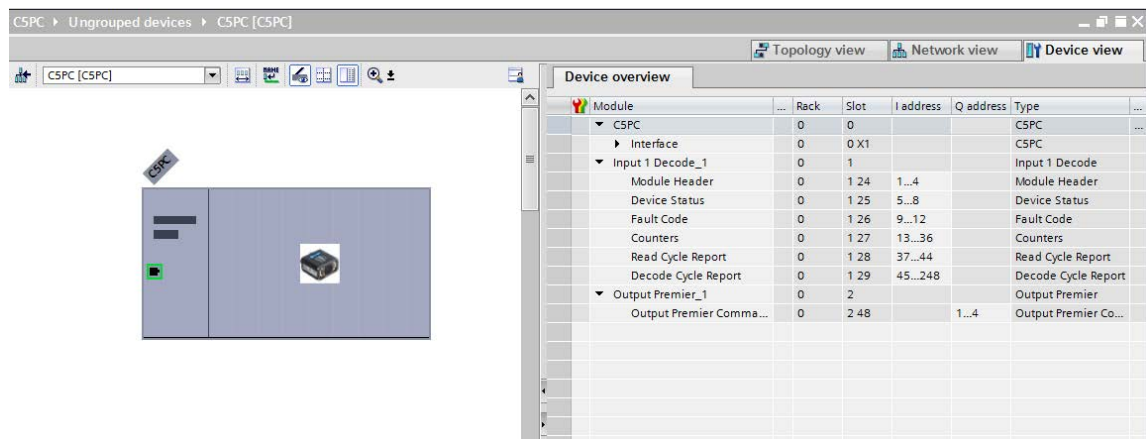 C5PC ▸ Ungrouped devices ▸ C5PC [C5PC]
Topology view Network view Device view
C5PC [C5PC]
Device overview
Module ... Rack Slot I address Q address Type ...
C5PC 0 0 C5PC ...
Interface 0 0 X1 C5PC
Input 1 Decode_1 0 1 Input 1 Decode
Module Header 0 1 24 1...4 Module Header
Device Status 0 1 25 5...8 Device Status
Fault Code 0 1 26 9...12 Fault Code
Counters 0 1 27 13...36 Counters
Read Cycle Report 0 1 28 37...44 Read Cycle Report
Decode Cycle Report 0 1 29 45...248 Decode Cycle Report
Output Premier_1 0 2 Output Premier
Output Premier Comma... 0 2 48 1...4 Output Premier Co...
C5PC